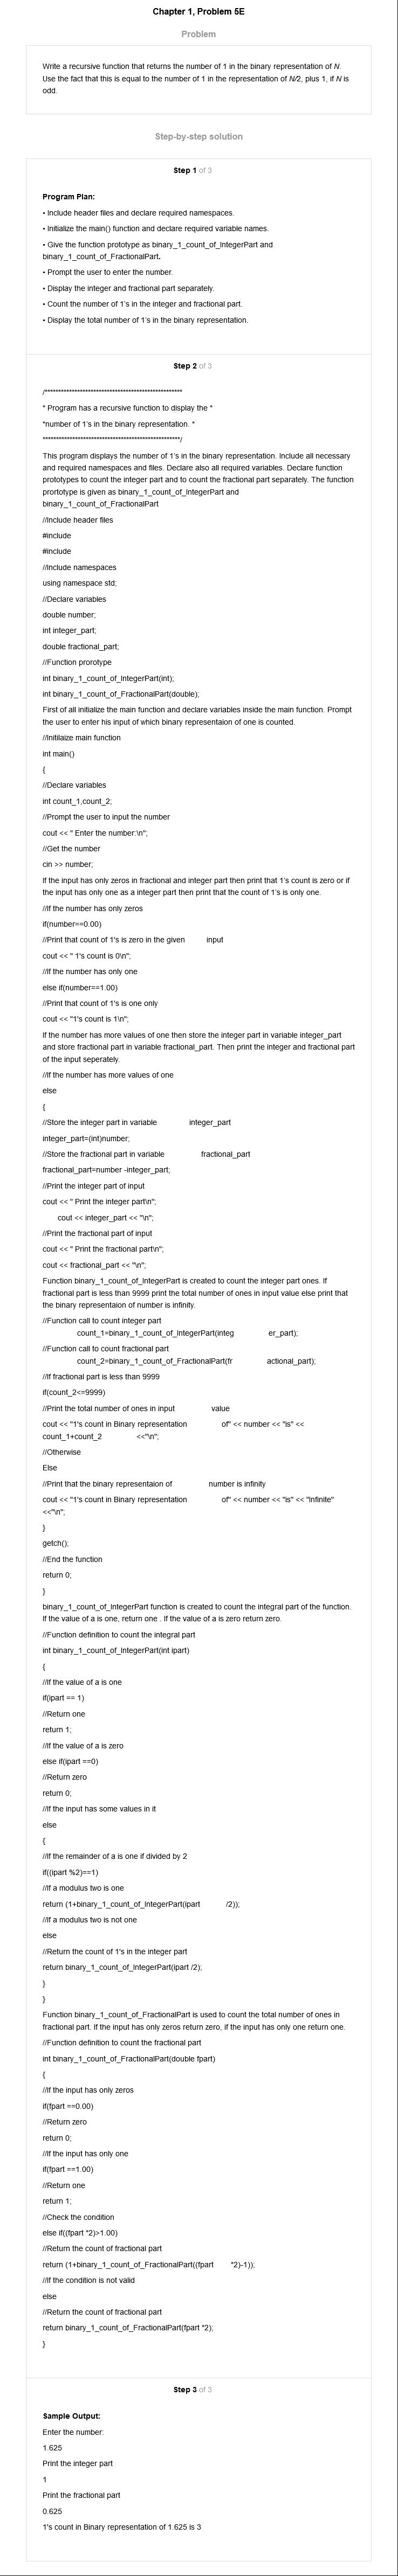 Chapter 1, Problem 5E
Problem
Write a recursive function that returns the number of 1 in the binary representation of N.
Use the fact that this is equal to the number of 1 in the representation of N/2, plus 1, if N is
odd.
Step-by-step solution
Step 1 of 3
Program Plan:
• Include header files and declare required namespaces.
• Initialize the main() function and declare required variable names.
• Give the function prototype as binary_1_count_of_IntegerPart and
binary_1_count_of_FractionalPart.
• Prompt the user to enter the number.
• Display the integer and fractional part separately.
• Count the number of 1's in the integer and fractional part.
• Display the total number of 1's in the binary representation.
Step 2 of 3
/***************************************************
* Program has a recursive function to display the *
*number of 1's in the binary representation. *
***************************************************/
This program displays the number of 1's in the binary representation. Include all necessary
and required namespaces and files. Declare also all required variables. Declare function
prototypes to count the integer part and to count the fractional part separately. The function
prortotype is given as binary_1_count_of_IntegerPart and
binary_1_count_of_FractionalPart
//Include header files
#include
#include
//Include namespaces
using namespace std;
//Declare variables
double number;
int integer_part;
double fractional_part;
//Function prorotype
int binary_1_count_of_IntegerPart(int);
int binary_1_count_of_FractionalPart(double);
First of all initialize the main function and declare variables inside the main function. Prompt
the user to enter his input of which binary representaion of one is counted.
//Initilaize main function
int main()
{
//Declare variables
int count_1,count_2;
//Prompt the user to input the number
cout << " Enter the number:\n";
//Get the number
cin >> number;
If the input has only zeros in fractional and integer part then print that 1's count is zero or if
the input has only one as a integer part then print that the count of 1's is only one.
//If the number has only zeros
if(number==0.00)
//Print that count of 1's is zero in the given input
cout << " 1's count is 0\n";
//If the number has only one
else if(number==1.00)
//Print that count of 1's is one only
cout << "1's count is 1\n";
If the number has more values of one then store the integer part in variable integer_part
and store fractional part in variable fractional_part. Then print the integer and fractional part
of the input seperately.
//If the number has more values of one
else
{
//Store the integer part in variable integer_part
integer_part=(int)number;
//Store the fractional part in variable fractional_part
fractional_part=number -integer_part;
//Print the integer part of input
cout << " Print the integer part\n";
cout << integer_part << "\n";
//Print the fractional part of input
cout << " Print the fractional part\n";
cout << fractional_part << "\n";
Function binary_1_count_of_IntegerPart is created to count the integer part ones. If
fractional part is less than 9999 print the total number of ones in input value else print that
the binary representaion of number is infinity.
//Function call to count integer part
count_1=binary_1_count_of_IntegerPart(integ er_part);
//Function call to count fractional part
count_2=binary_1_count_of_FractionalPart(fr actional_part);
//If fractional part is less than 9999
if(count_2<=9999)
//Print the total number of ones in input value
cout << "1's count in Binary representation of" << number << "is" <<
count_1+count_2 <<"\n";
//Otherwise
Else
//Print that the binary representaion of number is infinity
cout << "1's count in Binary representation of" << number << "is" << "Infinite"
<<"\n";
}
getch();
//End the function
return 0;
}
binary_1_count_of_IntegerPart function is created to count the integral part of the function.
If the value of a is one, return one . If the value of a is zero return zero.
//Function definition to count the integral part
int binary_1_count_of_IntegerPart(int ipart)
{
//If the value of a is one
if(ipart == 1)
//Return one
return 1;
//If the value of a is zero
else if(ipart ==0)
//Return zero
return 0;
//If the input has some values in it
else
{
//If the remainder of a is one if divided by 2
if((ipart %2)==1)
//If a modulus two is one
return (1+binary_1_count_of_IntegerPart(ipart /2));
//If a modulus two is not one
else
//Return the count of 1's in the integer part
return binary_1_count_of_IntegerPart(ipart /2);
}
}
Function binary_1_count_of_FractionalPart is used to count the total number of ones in
fractional part. If the input has only zeros return zero, if the input has only one return one.
//Function definition to count the fractional part
int binary_1_count_of_FractionalPart(double fpart)
{
//If the input has only zeros
if(fpart ==0.00)
//Return zero
return 0;
//If the input has only one
if(fpart ==1.00)
//Return one
return 1;
//Check the condition
else if((fpart *2)>1.00)
//Return the count of fractional part
return (1+binary_1_count_of_FractionalPart((fpart *2)-1));
//If the condition is not valid
else
//Return the count of fractional part
return binary_1_count_of_FractionalPart(fpart *2);
}
Step 3 of 3
Sample Output:
Enter the number:
1.625
Print the integer part
1
Print the fractional part
0.625
1's count in Binary representation of 1.625 is 3